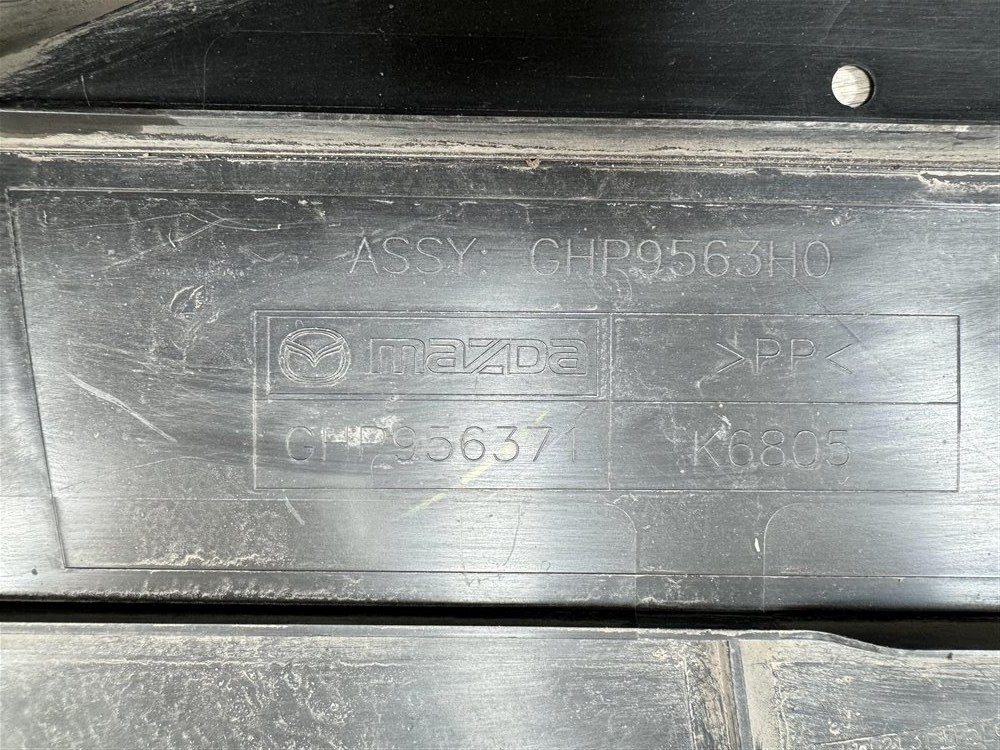 ASSY: GHP9563H0
mazda >PP<
GHP956371 K6805